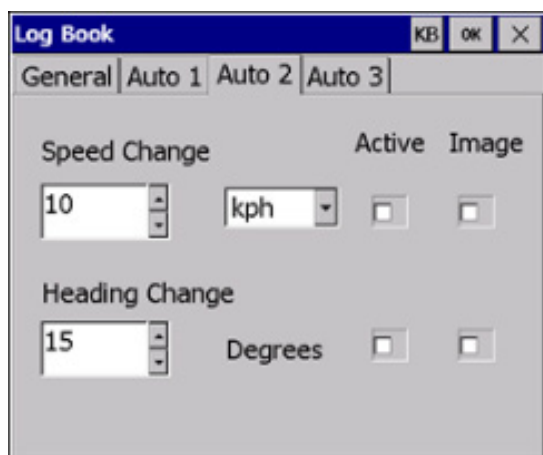 Log Book KB OK
General Auto 1 Auto 2 Auto 3
Speed Change Active Image
10 kph
Heading Change
15 Degrees